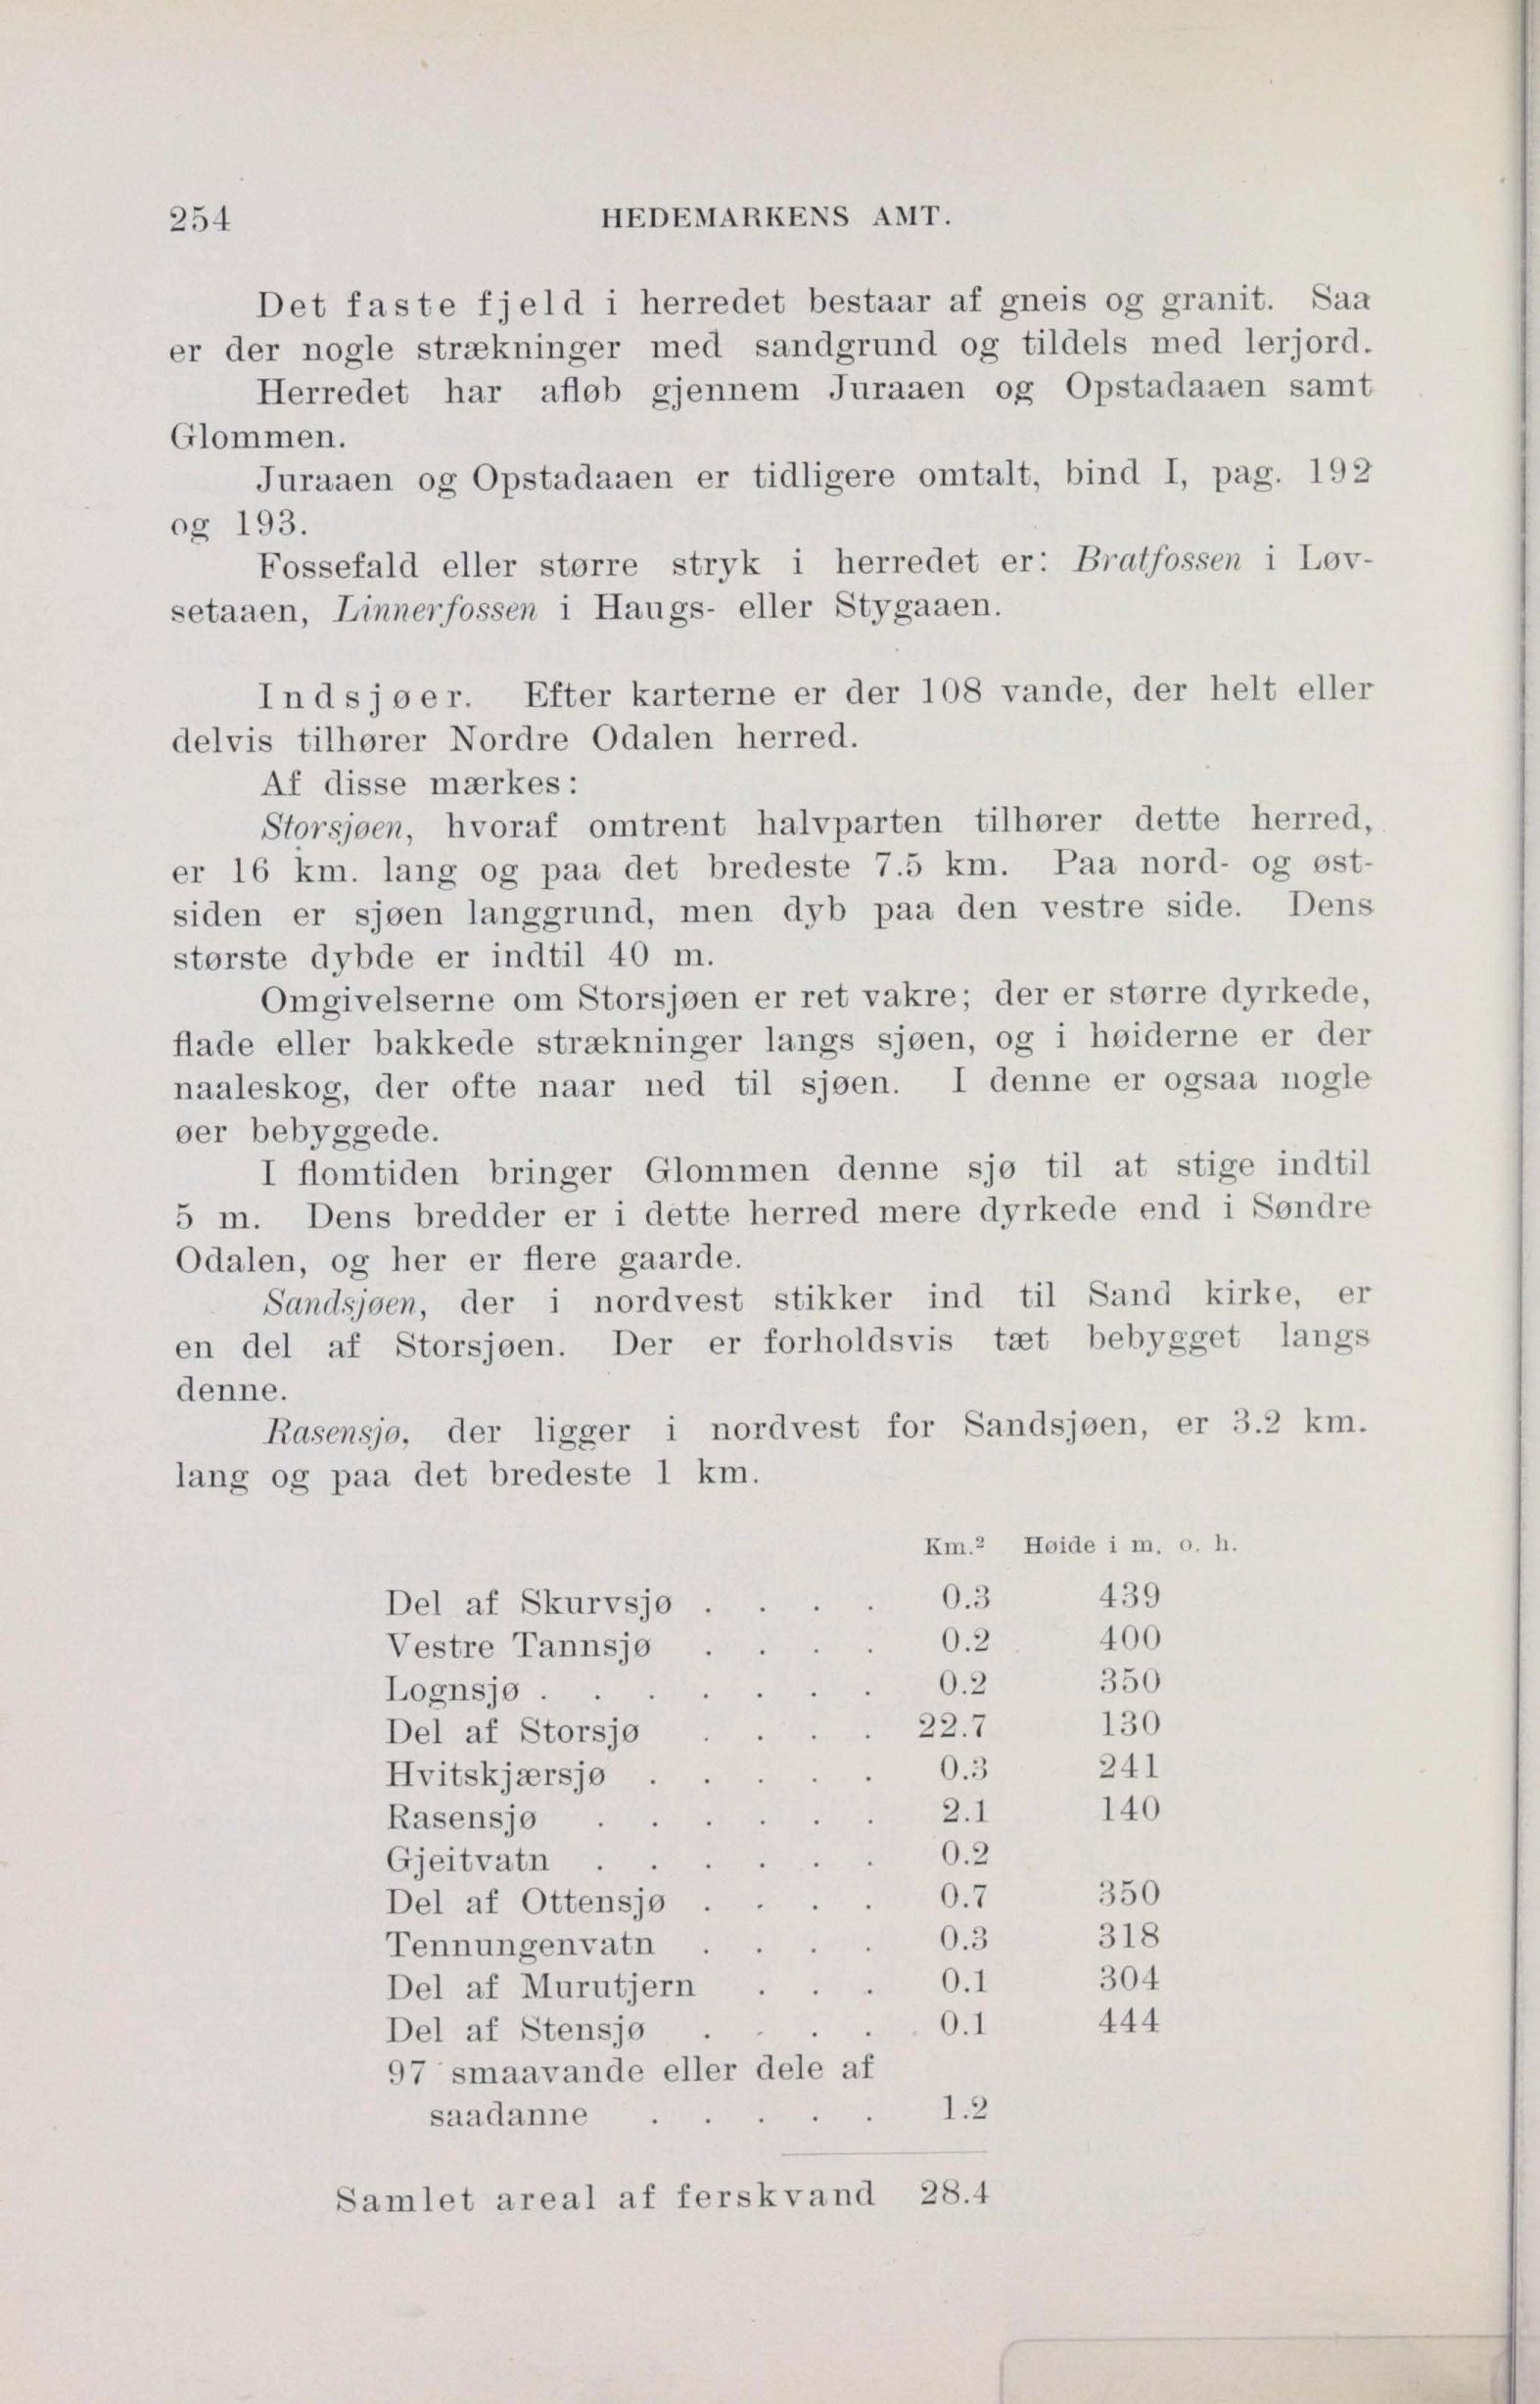 254 HEDEMARKENS AMT.
Det faste fjeld i herredet bestaar af gneis og granit. Saa
er der nogle strækninger med sandgrund og tildels med lerjord.
Herredet har afløb gjennem Juraaen og Opstadaaen samt
Glommen.
Juraaen og Opstadaaen er tidligere omtalt, bind I, pag. 192
og 193.
Fossefald eller større stryk i herredet er: Bratfossen i Løv-
setaaen, Linnerfossen i Haugs- eller Stygaaen.
Indsjøer. Efter karterne er der 108 vande, der helt eller
delvis tilhører Nordre Odalen herred.
Af disse mærkes:
Storsjøen, hvoraf omtrent halvparten tilhører dette herred,
er 16 km. lang og paa det bredeste 7.5 km. Paa nord- og øst-
siden er sjøen langgrund, men dyb paa den vestre side. Dens
største dybde er indtil 40 m.
Omgivelserne om Storsjøen er ret vakre; der er større dyrkede,
flade eller bakkede strækninger langs sjøen, og i høiderne er der
naaleskog, der ofte naar ned til sjøen. I denne er ogsaa nogle
øer bebyggede.
I flomtiden bringer Glommen denne sjø til at stige indtil
5 m. Dens bredder er i dette herred mere dyrkede end i Søndre
Odalen, og her er flere gaarde.
Sandsjøen, der i nordvest stikker ind til Sand kirke, er
en del af Storsjøen. Der er forholdsvis tæt bebygget langs
denne.
Rasensjø, der ligger i nordvest for Sandsjøen, er 3.2 km.
lang og paa det bredeste 1 km.
Km.² Høide i m. o. h.
Del af Skurvsjø . . . . 0.3 439
Vestre Tannsjø . . . . 0.2 400
Lognsjø . . . . . . . 0.2 350
Del af Storsjø . . . . 22.7 130
Hvitskjærsjø . . . . . 0.3 241
Rasensjø . . . . . . 2.1 140
Gjeitvatn . . . . . . 0.2
Del af Ottensjø . . . . 0.7 350
Tennungenvatn . . . . 0.3 318
Del af Murutjern . . . 0.1 304
Del af Stensjø . . . . 0.1 444
97 smaavande eller dele af
saadanne . . . . . 1.2
Samlet areal af ferskvand 28.4